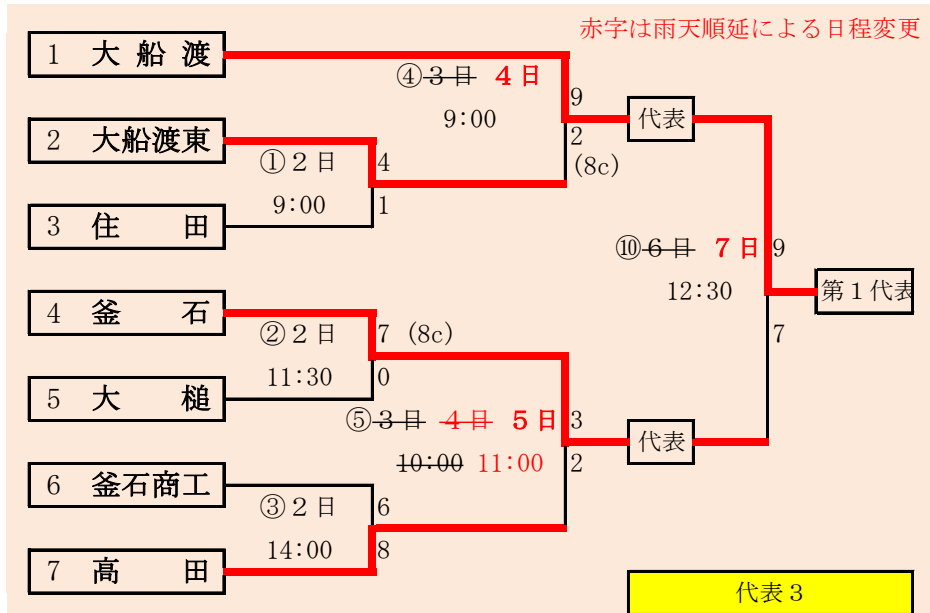 赤字は雨天順延による日程変更
1 大船渡
④3日 4日
9
9:00
代表
2 大船渡東
2
①2日
4
(8c)
9:00
1
3 住田
⑩6日 7日
9
12:30
第1代表
4 釜石
②2日
7 (8c)
7
11:30
0
5 大槌
⑤3日 4日 5日
3
代表
10:00 11:00
2
6 釜石商工
③2日
6
14:00
8
7 高田
代表3